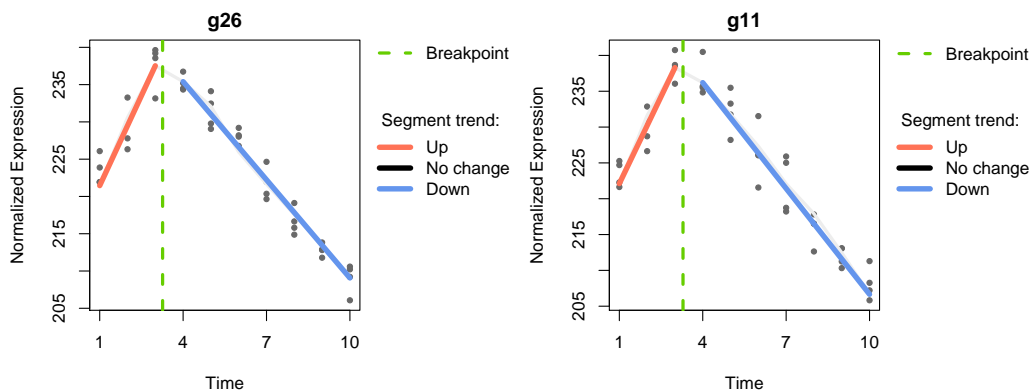 g26
Normalized Expression
235
225
215
205
1 4 7 10
Time
Breakpoint
Segment trend:
Up
No change
Down
g11
Normalized Expression
235
225
215
205
1 4 7 10
Time
Breakpoint
Segment trend:
Up
No change
Down